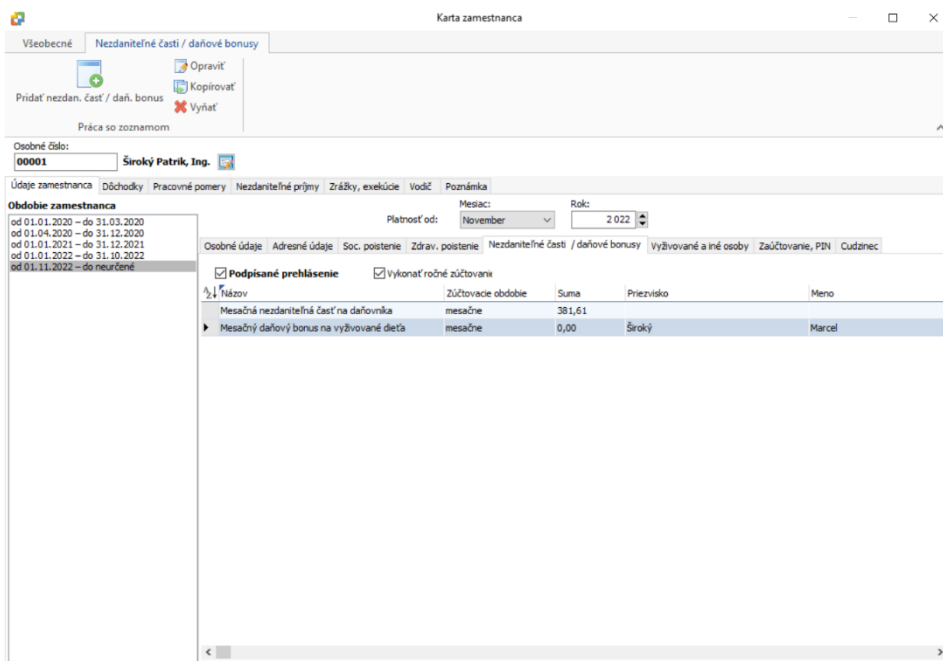 Karta zamestnanca
Všeobecné Nezdaniteľné časti / daňové bonusy
Pridať nezdan. časť / daň. bonus
Opraviť
Kopírovať
Vyňať
Práca so zoznamom
Osobné číslo:
00001 Široký Patrik, Ing.
Údaje zamestnanca Dôchodky Pracovné pomery Nezdaniteľné príjmy Zrážky, exekúcie Vodič Poznámka
Obdobie zamestnanca
od 01.01.2020 – do 31.03.2020
od 01.04.2020 – do 31.12.2020
od 01.01.2021 – do 31.12.2021
od 01.01.2022 – do 31.10.2022
od 01.11.2022 – do neurčené
Mesiac: Rok:
Platnosť od: November 2 022
Osobné údaje Adresné údaje Soc. poistenie Zdrav. poistenie Nezdaniteľné časti / daňové bonusy Vyživované a iné osoby Zaúčtovanie, PIN Cudzinec
Podpísané prehlásenie Vykonať ročné zúčtovanie
Názov Zúčtovacie obdobie Suma Priezvisko Meno
Mesačná nezdaniteľná časť na daňovníka mesačne 381,61
Mesačný daňový bonus na vyživované dieťa mesačne 0,00 Široký Marcel